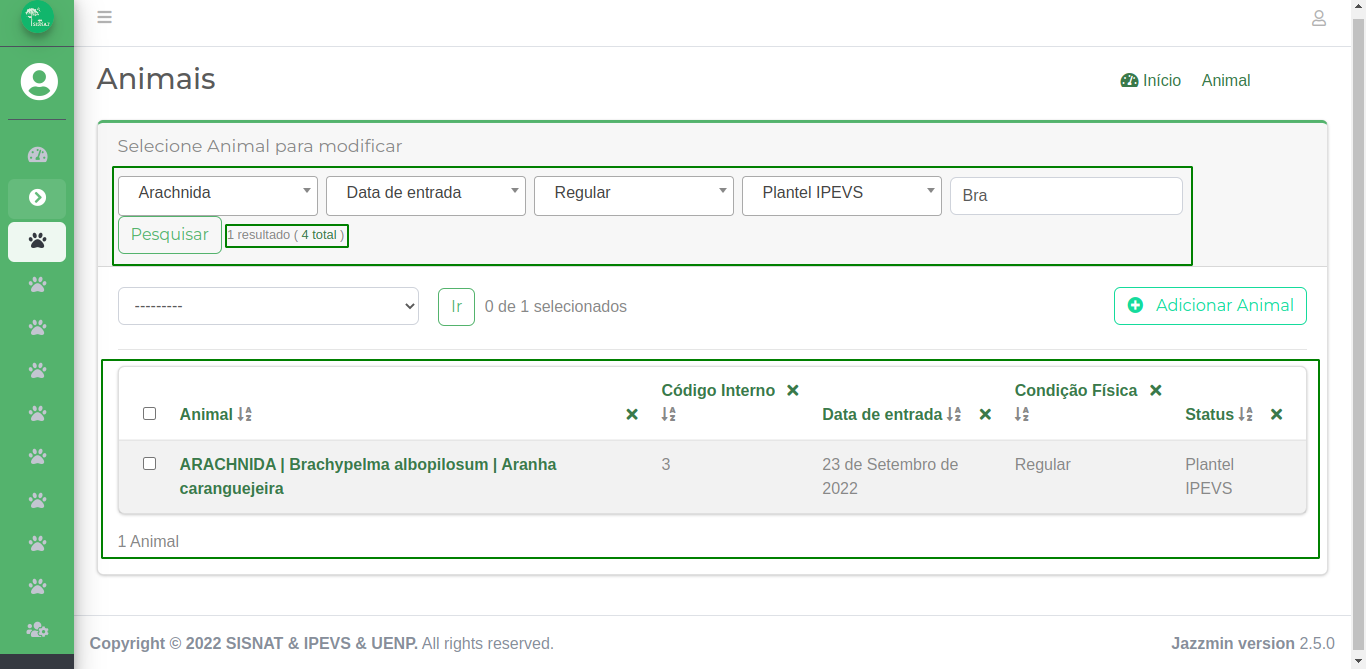 SISNAT
Animais
Início Animal
Selecione Animal para modificar
Arachnida Data de entrada Regular Plantel IPEVS Bra
Pesquisar 1 resultado ( 4 total )
--------- Ir 0 de 1 selecionados Adicionar Animal
Código Interno Condição Física
Animal Data de entrada Status
ARACHNIDA | Brachypelma albopilosum | Aranha 3 23 de Setembro de Regular Plantel
caranguejeira 2022 IPEVS
1 Animal
Copyright © 2022 SISNAT & IPEVS & UENP. All rights reserved. Jazzmin version 2.5.0